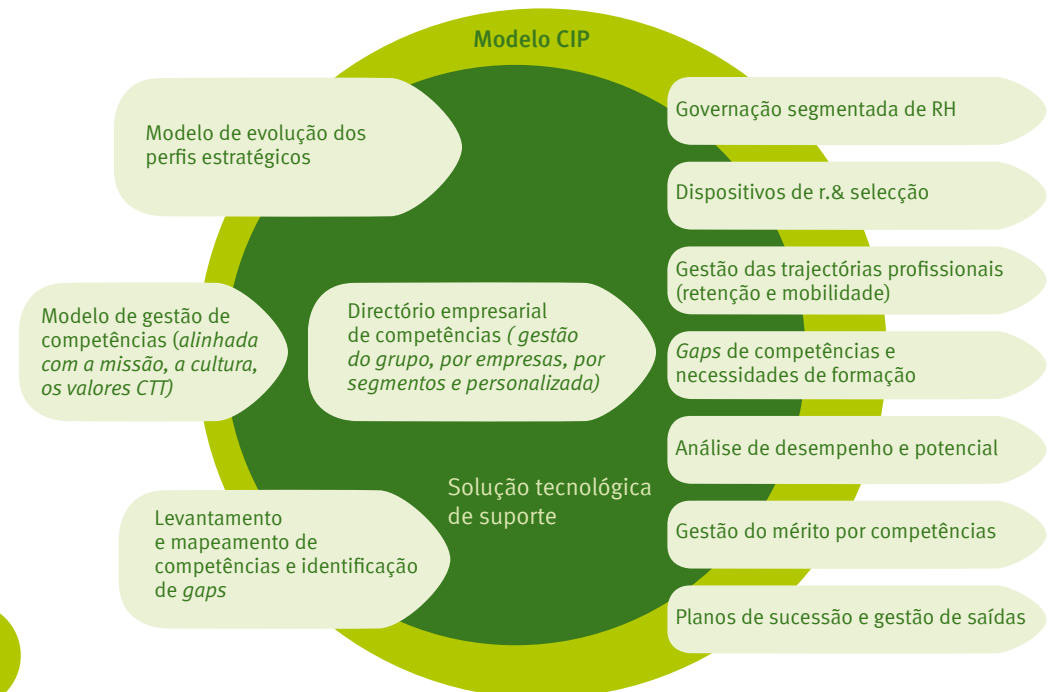 Modelo CIP
Modelo de evolução dos
perfis estratégicos
Modelo de gestão de
competências (alinhada
com a missão, a cultura,
os valores CTT)
Levantamento
e mapeamento de
competências e identificação
de gaps
Directório empresarial
de competências ( gestão
do grupo, por empresas, por
segmentos e personalizada)
Solução tecnológica
de suporte
Governação segmentada de RH
Dispositivos de r.& selecção
Gestão das trajectórias profissionais
(retenção e mobilidade)
Gaps de competências e
necessidades de formação
Análise de desempenho e potencial
Gestão do mérito por competências
Planos de sucessão e gestão de saídas